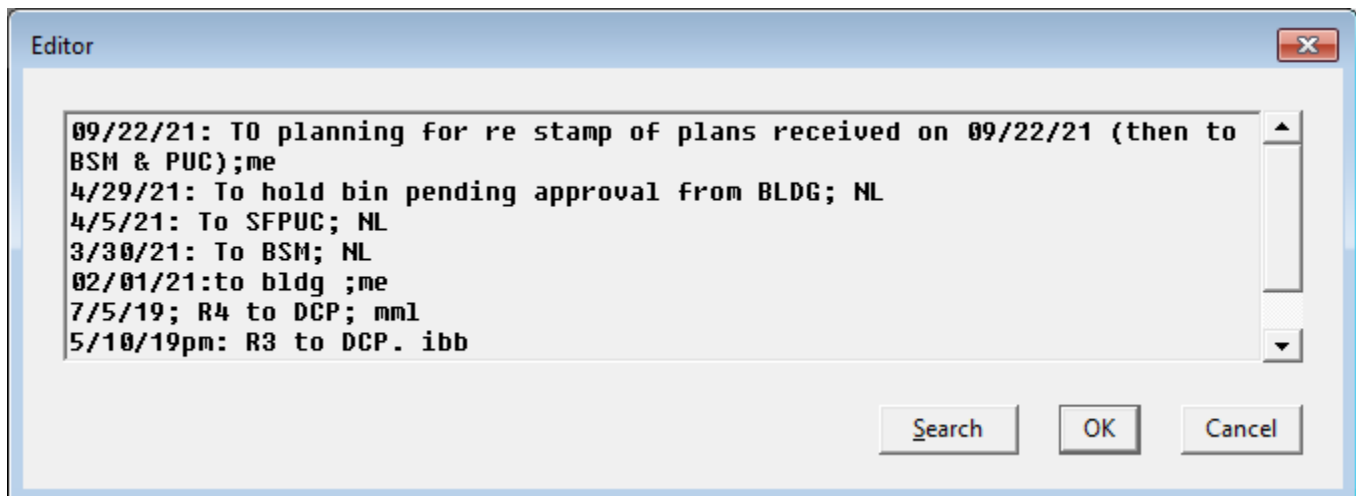 Editor
09/22/21: TO planning for re stamp of plans received on 09/22/21 (then to
BSM & PUC);me
4/29/21: To hold bin pending approval from BLDG; NL
4/5/21: To SFPUC; NL
3/30/21: To BSM; NL
02/01/21:to bldg ;me
7/5/19; R4 to DCP; mml
5/10/19pm: R3 to DCP. ibb
Search OK Cancel